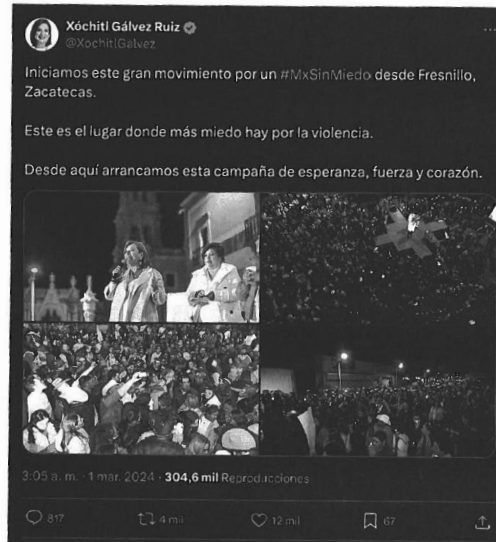 Xóchitl Gálvez Ruiz
@XochitlGalvez
Iniciamos este gran movimiento por un #MxSinMiedo desde Fresnillo,
Zacatecas.
Este es el lugar donde más miedo hay por la violencia.
Desde aquí arrancamos esta campaña de esperanza, fuerza y corazón.
3:05 a. m. · 1 mar. 2024 · 304,6 mil Reproducciones
817 4 mil 12 mil 67